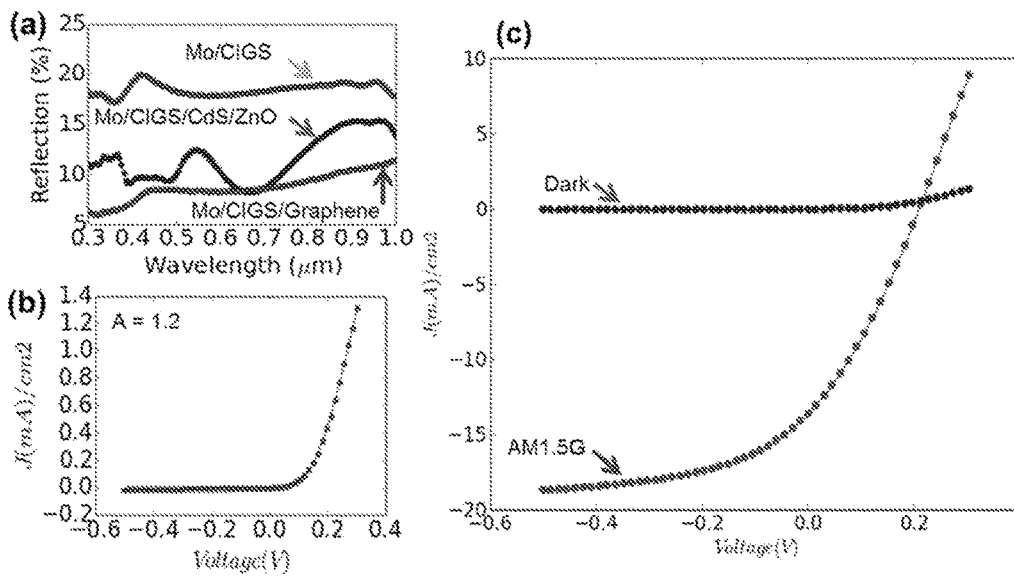 (a)
25
20
15
10
5
Reflection (%)
Mo/CIGS
Mo/CIGS/CdS/ZnO
Mo/CIGS/Graphene
0.3 0.4 0.5 0.6 0.7 0.8 0.9 1.0
Wavelength (μm)
(b)
1.4
1.2
1.0
0.8
0.6
0.4
0.2
0.0
−0.2
J(mA)/cm2
A = 1.2
−0.6 −0.4 −0.2 0.0 0.2 0.4
Voltage(V)
(c)
10
5
0
−5
−10
−15
−20
J(mA)/cm2
Dark
AM1.5G
−0.6 −0.4 −0.2 0.0 0.2
Voltage(V)